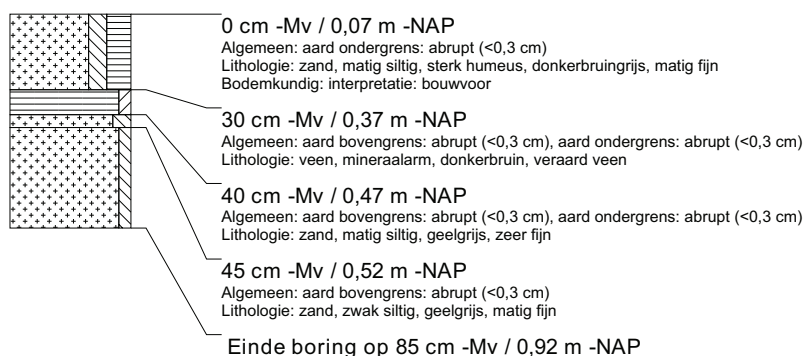 0 cm -Mv / 0,07 m -NAP
Algemeen: aard ondergrens: abrupt (<0,3 cm)
Lithologie: zand, matig siltig, sterk humeus, donkerbruingrijs, matig fijn
Bodemkundig: interpretatie: bouwvoor
30 cm -Mv / 0,37 m -NAP
Algemeen: aard bovengrens: abrupt (<0,3 cm), aard ondergrens: abrupt (<0,3 cm)
Lithologie: veen, mineraalarm, donkerbruin, veraard veen
40 cm -Mv / 0,47 m -NAP
Algemeen: aard bovengrens: abrupt (<0,3 cm), aard ondergrens: abrupt (<0,3 cm)
Lithologie: zand, matig siltig, geelgrijs, zeer fijn
45 cm -Mv / 0,52 m -NAP
Algemeen: aard bovengrens: abrupt (<0,3 cm)
Lithologie: zand, zwak siltig, geelgrijs, matig fijn
Einde boring op 85 cm -Mv / 0,92 m -NAP